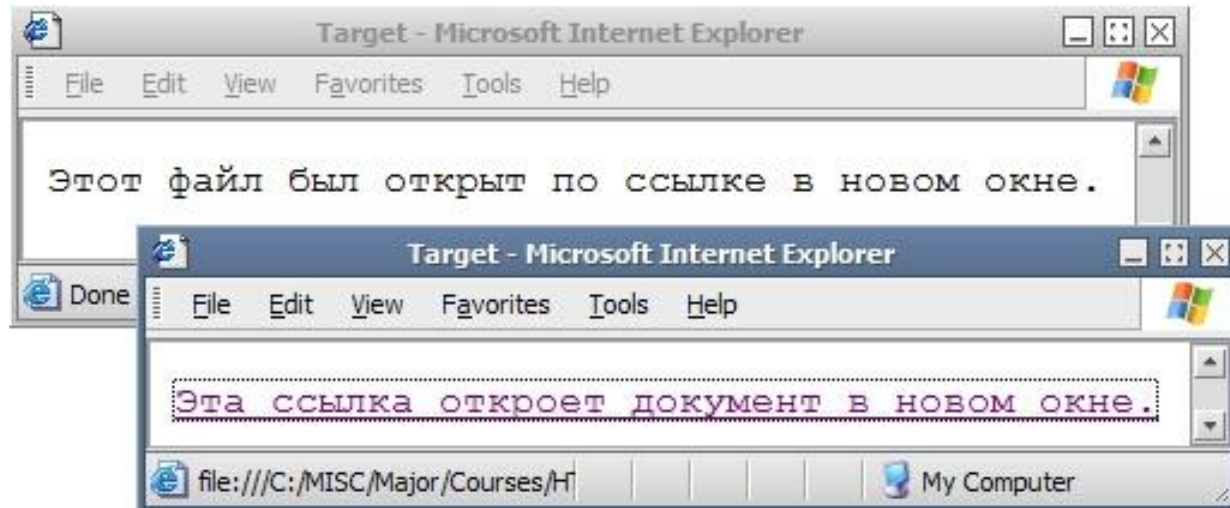 Target - Microsoft Internet Explorer
File Edit View Favorites Tools Help
Этот файл был открыт по ссылке в новом окне.
Done
Target - Microsoft Internet Explorer
File Edit View Favorites Tools Help
Эта ссылка откроет документ в новом окне.
file:///C:/MISC/Major/Courses/HT My Computer